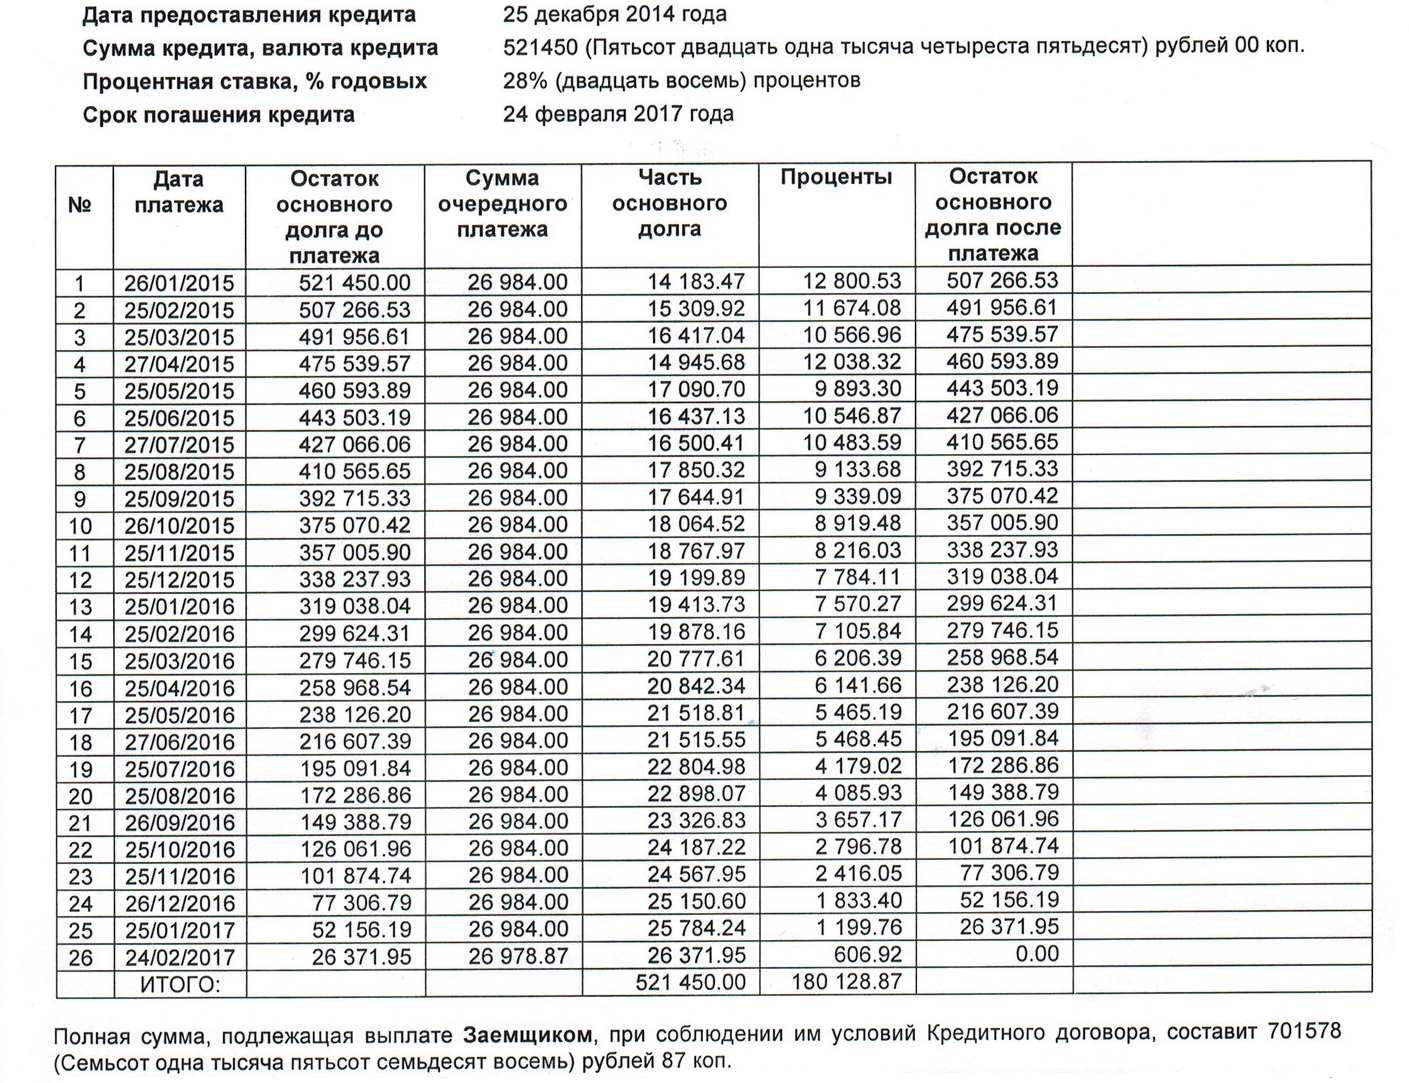 Дата предоставления кредита 25 декабря 2014 года
Сумма кредита, валюта кредита 521450 (Пятьсот двадцать одна тысяча четыреста пятьдесят) рублей 00 коп.
Процентная ставка, % годовых 28% (двадцать восемь) процентов
Срок погашения кредита 24 февраля 2017 года
№ Дата платежа Остаток основного долга до платежа Сумма очередного платежа Часть основного долга Проценты Остаток основного долга после платежа
1 26/01/2015 521 450.00 26 984.00 14 183.47 12 800.53 507 266.53
2 25/02/2015 507 266.53 26 984.00 15 309.92 11 674.08 491 956.61
3 25/03/2015 491 956.61 26 984.00 16 417.04 10 566.96 475 539.57
4 27/04/2015 475 539.57 26 984.00 14 945.68 12 038.32 460 593.89
5 25/05/2015 460 593.89 26 984.00 17 090.70 9 893.30 443 503.19
6 25/06/2015 443 503.19 26 984.00 16 437.13 10 546.87 427 066.06
7 27/07/2015 427 066.06 26 984.00 16 500.41 10 483.59 410 565.65
8 25/08/2015 410 565.65 26 984.00 17 850.32 9 133.68 392 715.33
9 25/09/2015 392 715.33 26 984.00 17 644.91 9 339.09 375 070.42
10 26/10/2015 375 070.42 26 984.00 18 064.52 8 919.48 357 005.90
11 25/11/2015 357 005.90 26 984.00 18 767.97 8 216.03 338 237.93
12 25/12/2015 338 237.93 26 984.00 19 199.89 7 784.11 319 038.04
13 25/01/2016 319 038.04 26 984.00 19 413.73 7 570.27 299 624.31
14 25/02/2016 299 624.31 26 984.00 19 878.16 7 105.84 279 746.15
15 25/03/2016 279 746.15 26 984.00 20 777.61 6 206.39 258 968.54
16 25/04/2016 258 968.54 26 984.00 20 842.34 6 141.66 238 126.20
17 25/05/2016 238 126.20 26 984.00 21 518.81 5 465.19 216 607.39
18 27/06/2016 216 607.39 26 984.00 21 515.55 5 468.45 195 091.84
19 25/07/2016 195 091.84 26 984.00 22 804.98 4 179.02 172 286.86
20 25/08/2016 172 286.86 26 984.00 22 898.07 4 085.93 149 388.79
21 26/09/2016 149 388.79 26 984.00 23 326.83 3 657.17 126 061.96
22 25/10/2016 126 061.96 26 984.00 24 187.22 2 796.78 101 874.74
23 25/11/2016 101 874.74 26 984.00 24 567.95 2 416.05 77 306.79
24 26/12/2016 77 306.79 26 984.00 25 150.60 1 833.40 52 156.19
25 25/01/2017 52 156.19 26 984.00 25 784.24 1 199.76 26 371.95
26 24/02/2017 26 371.95 26 978.87 26 371.95 606.92 0.00
ИТОГО: 521 450.00 180 128.87
Полная сумма, подлежащая выплате Заемщиком, при соблюдении им условий Кредитного договора, составит 701578
(Семьсот одна тысяча пятьсот семьдесят восемь) рублей 87 коп.